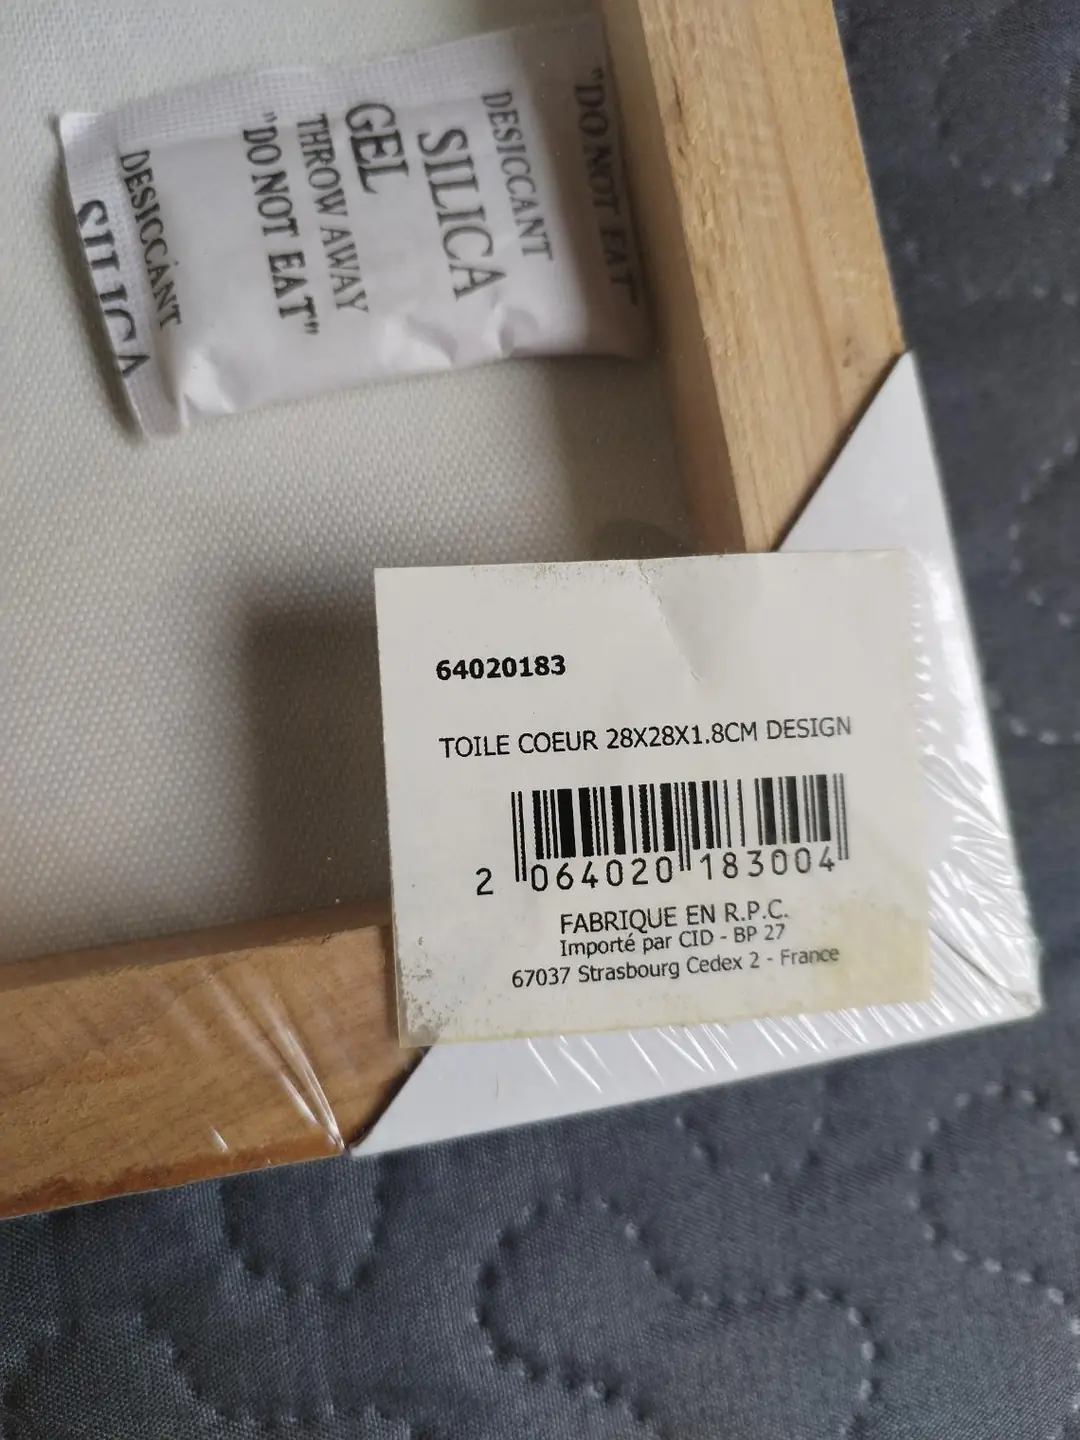 "DO NOT EAT"
DESICCANT
SILICA
GEL
THROW AWAY
"DO NOT EAT"
DESICCANT
SILICA
64020183
TOILE COEUR 28X28X1.8CM DESIGN
2 064020 183004
FABRIQUE EN R.P.C.
Importé par CID - BP 27
67037 Strasbourg Cedex 2 - France